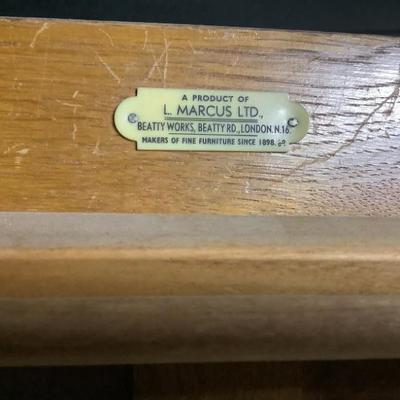 A PRODUCT OF
L. MARCUS LTD.,
BEATTY WORKS, BEATTY RD., LONDON. N.16.
MAKERS OF FINE FURNITURE SINCE 1898.